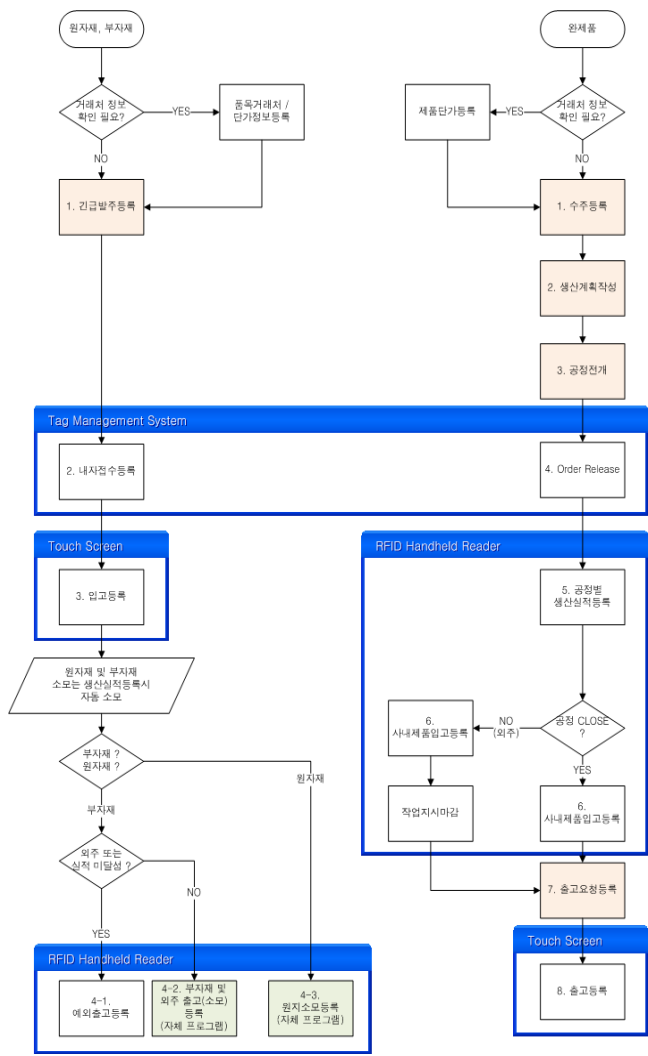 원자재, 부자재
완제품
거래처 정보
확인 필요?
YES
품목거래처 /
단가정보등록
제품단가등록
YES
거래처 정보
확인 필요?
NO
NO
1. 긴급발주등록
1. 수주등록
2. 생산계획작성
3. 공정전개
Tag Management System
2. 내자접수등록
4. Order Release
Touch Screen
RFID Handheld Reader
3. 입고등록
5. 공정별
생산실적등록
원자재 및 부자재
소모는 생산실적등록시
자동 소모
6.
사내제품입고등록
NO
(외주)
공정 CLOSE
?
부자재 ?
원자재 ?
원자재
YES
부자재
작업지시마감
6.
사내제품입고등록
외주 또는
실적 미달성 ?
NO
7. 출고요청등록
YES
RFID Handheld Reader
Touch Screen
4-1.
예외출고등록
4-2. 부자재 및
외주 출고(소모)
등록
(자체 프로그램)
4-3.
원지소모등록
(자체 프로그램)
8. 출고등록